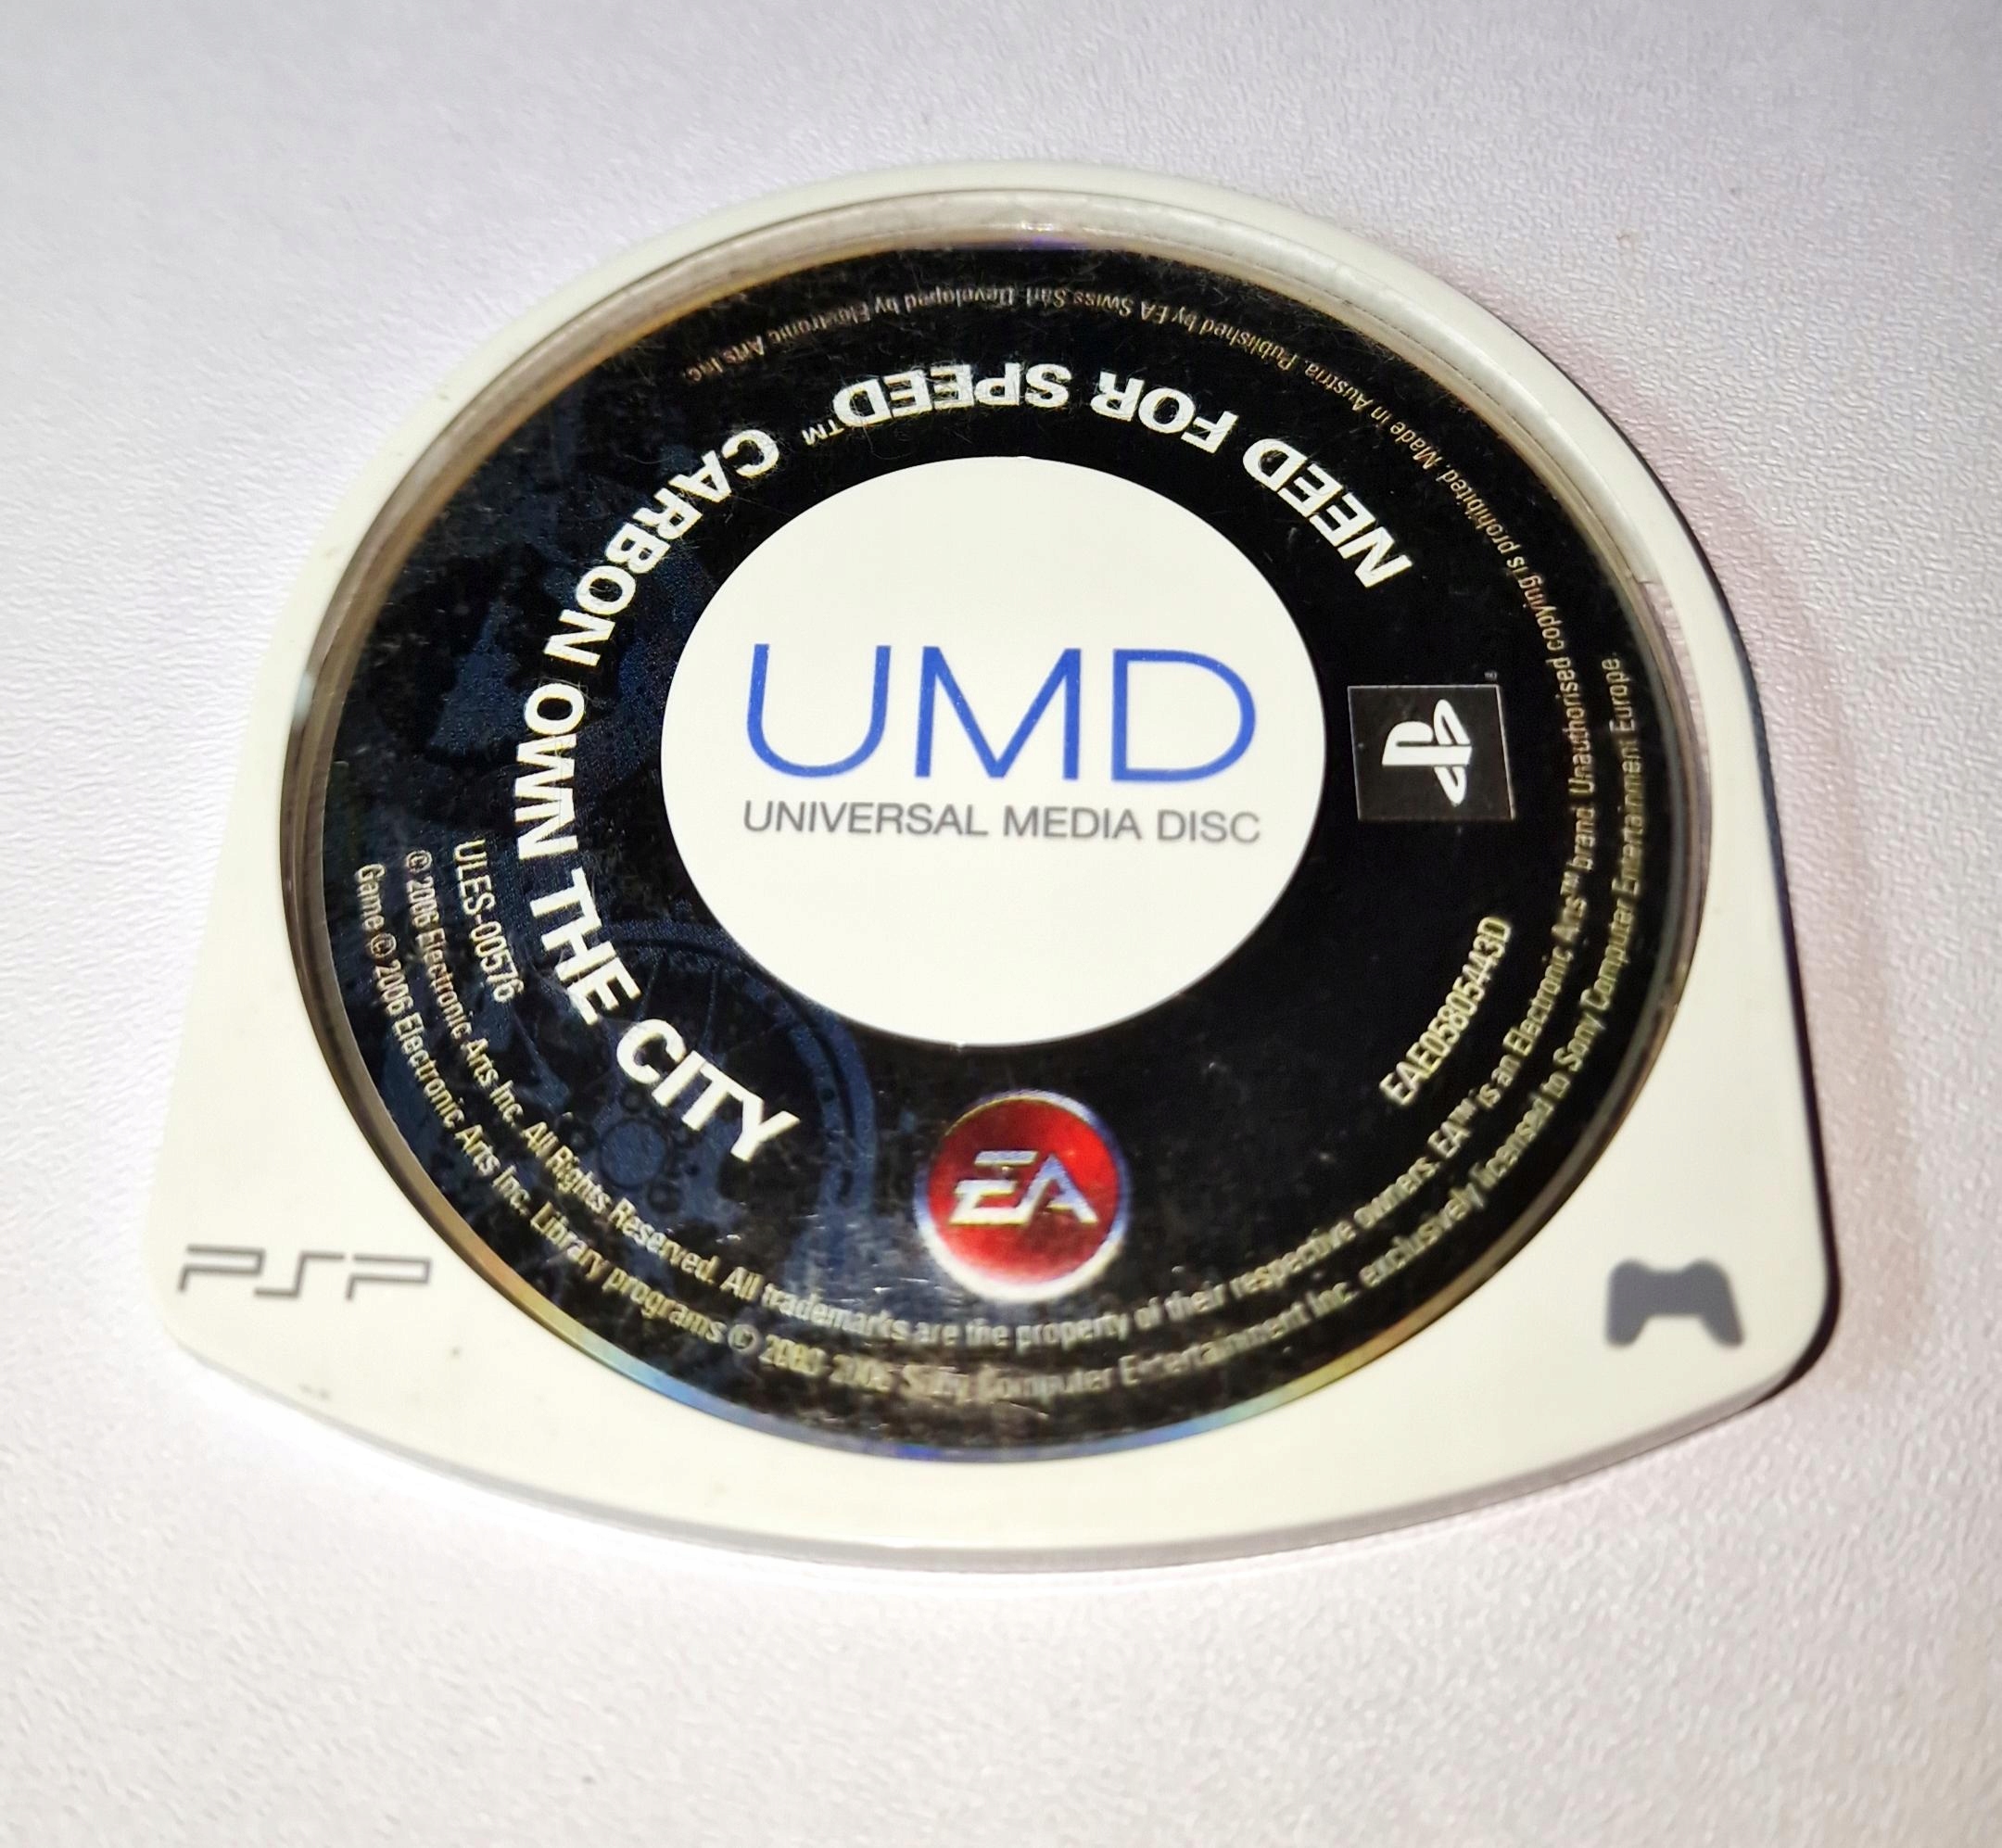 NEED FOR SPEED™ CARBON OWN THE CITY
UMD
UNIVERSAL MEDIA DISC
ULES-00576
EAE05805443D
EA
© 2006 Electronic Arts Inc. All Rights Reserved. All trademarks are the property of their respective owners. EA™ is an Electronic Arts™ brand. Unauthorised copying is prohibited. Made in Austria. Published by EA Swiss Sarl. Developed by Electronic Arts Inc.
Game © 2006 Electronic Arts Inc. Library programs © 2000-2006 Sony Computer Entertainment Inc. exclusively licensed to Sony Computer Entertainment Europe.
PSP